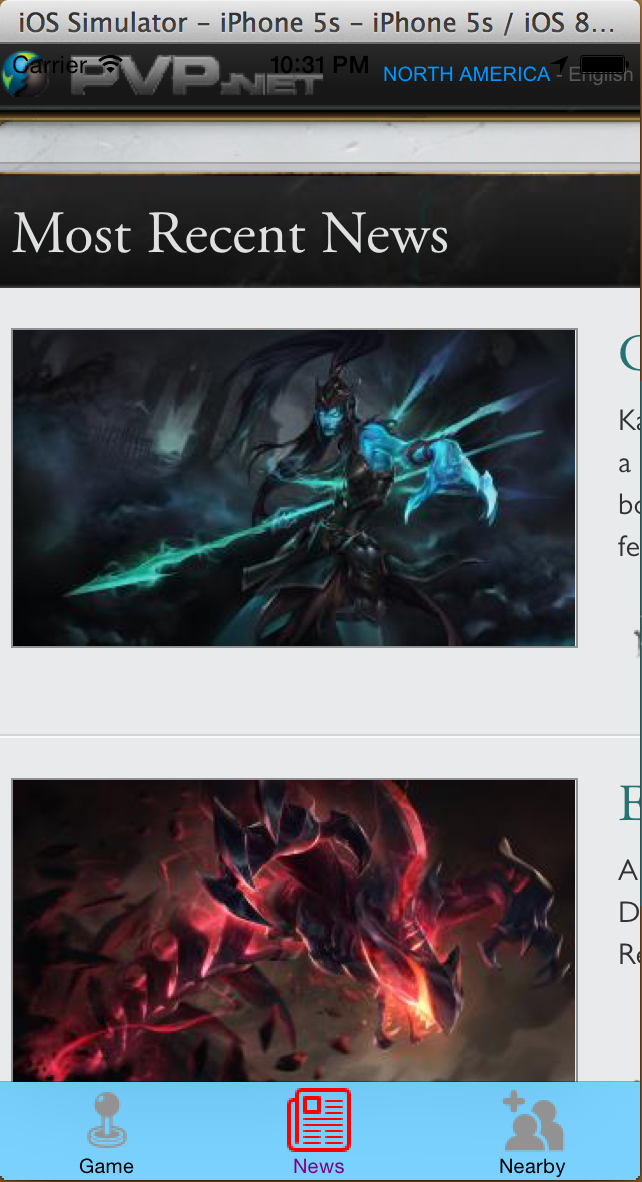 iOS Simulator – iPhone 5s – iPhone 5s / iOS 8...
Carrier 10:31 PM
PVP.NET NORTH AMERICA - English
Most Recent News
Ka
a
bo
fe
E
A
D
Re
Game News Nearby